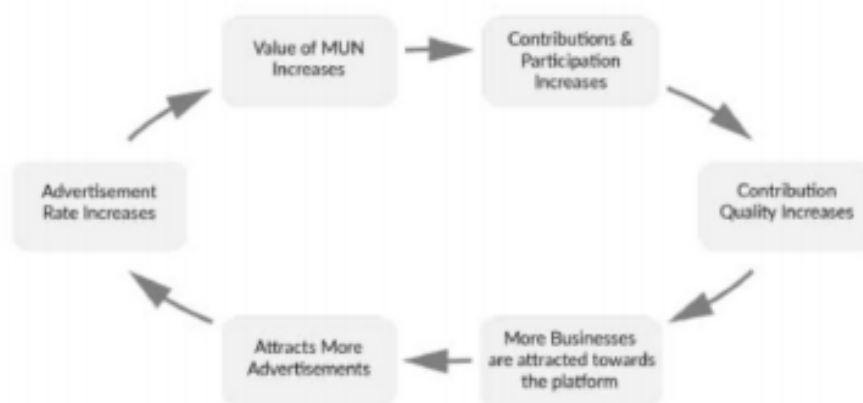 Value of MUN
Increases
Contributions &
Participation
Increases
Contribution
Quality Increases
More Businesses
are attracted towards
the platform
Attracts More
Advertisements
Advertisement
Rate Increases